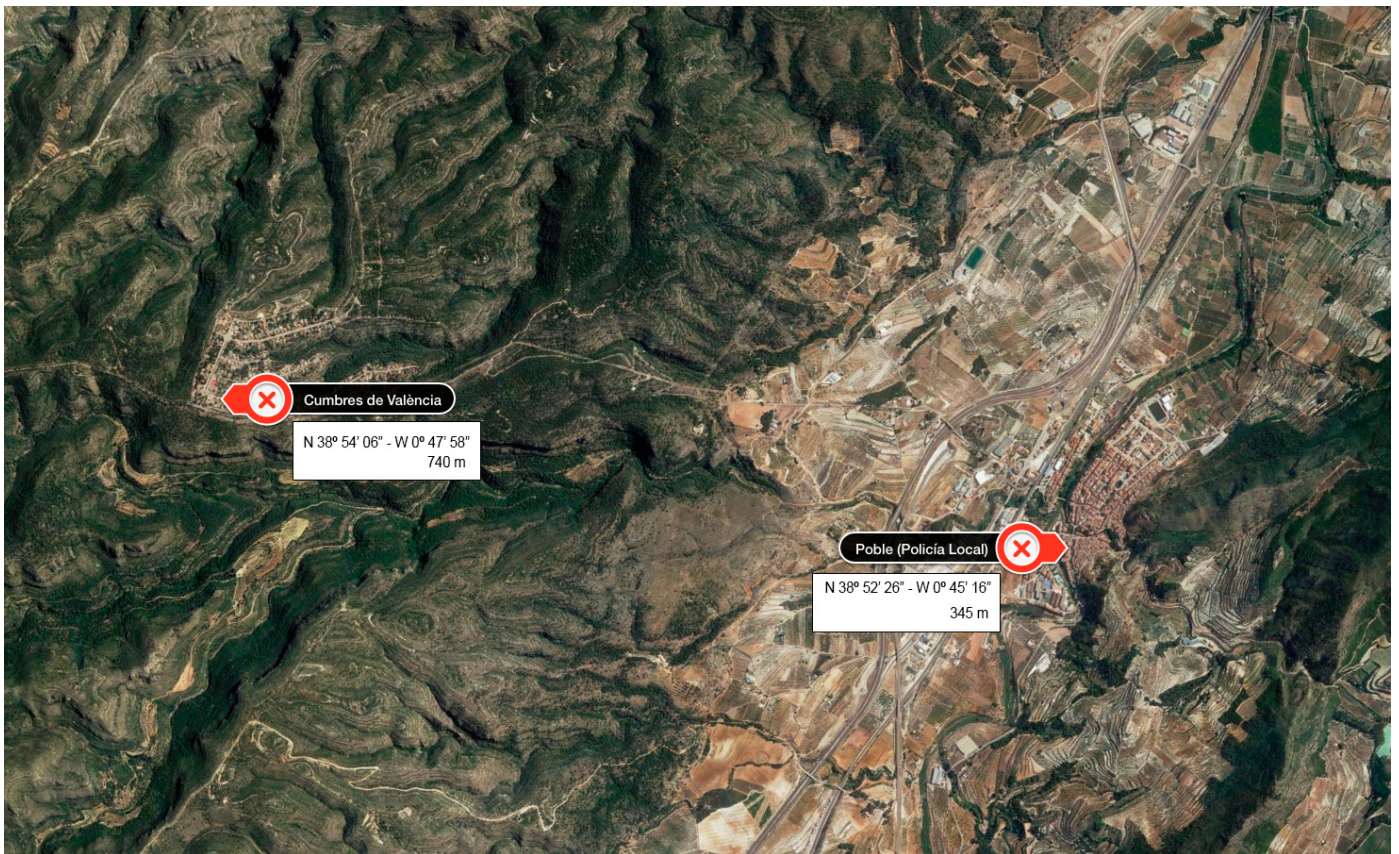 Cumbres de València
N 38º 54’ 06” - W 0º 47’ 58”
740 m
Poble (Policía Local)
N 38º 52’ 26” - W 0º 45’ 16”
345 m